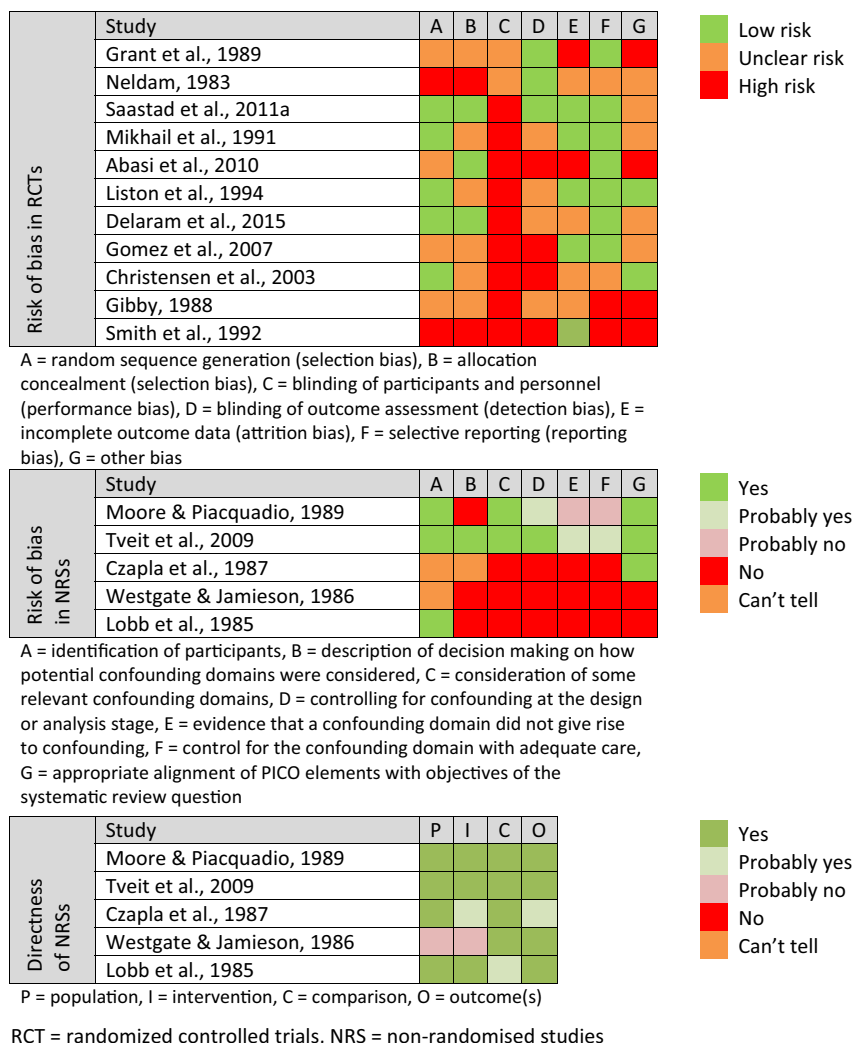 Study A B C D E F G
Risk of bias in RCTs
Grant et al., 1989
Neldam, 1983
Saastad et al., 2011a
Mikhail et al., 1991
Abasi et al., 2010
Liston et al., 1994
Delaram et al., 2015
Gomez et al., 2007
Christensen et al., 2003
Gibby, 1988
Smith et al., 1992
Low risk
Unclear risk
High risk
A = random sequence generation (selection bias), B = allocation
concealment (selection bias), C = blinding of participants and personnel
(performance bias), D = blinding of outcome assessment (detection bias), E =
incomplete outcome data (attrition bias), F = selective reporting (reporting
bias), G = other bias
Study A B C D E F G
Risk of bias
in NRSs
Moore & Piacquadio, 1989
Tveit et al., 2009
Czapla et al., 1987
Westgate & Jamieson, 1986
Lobb et al., 1985
Yes
Probably yes
Probably no
No
Can't tell
A = identification of participants, B = description of decision making on how
potential confounding domains were considered, C = consideration of some
relevant confounding domains, D = controlling for confounding at the design
or analysis stage, E = evidence that a confounding domain did not give rise
to confounding, F = control for the confounding domain with adequate care,
G = appropriate alignment of PICO elements with objectives of the
systematic review question
Study P I C O
Directness
of NRSs
Moore & Piacquadio, 1989
Tveit et al., 2009
Czapla et al., 1987
Westgate & Jamieson, 1986
Lobb et al., 1985
Yes
Probably yes
Probably no
No
Can't tell
P = population, I = intervention, C = comparison, O = outcome(s)
RCT = randomized controlled trials. NRS = non-randomised studies